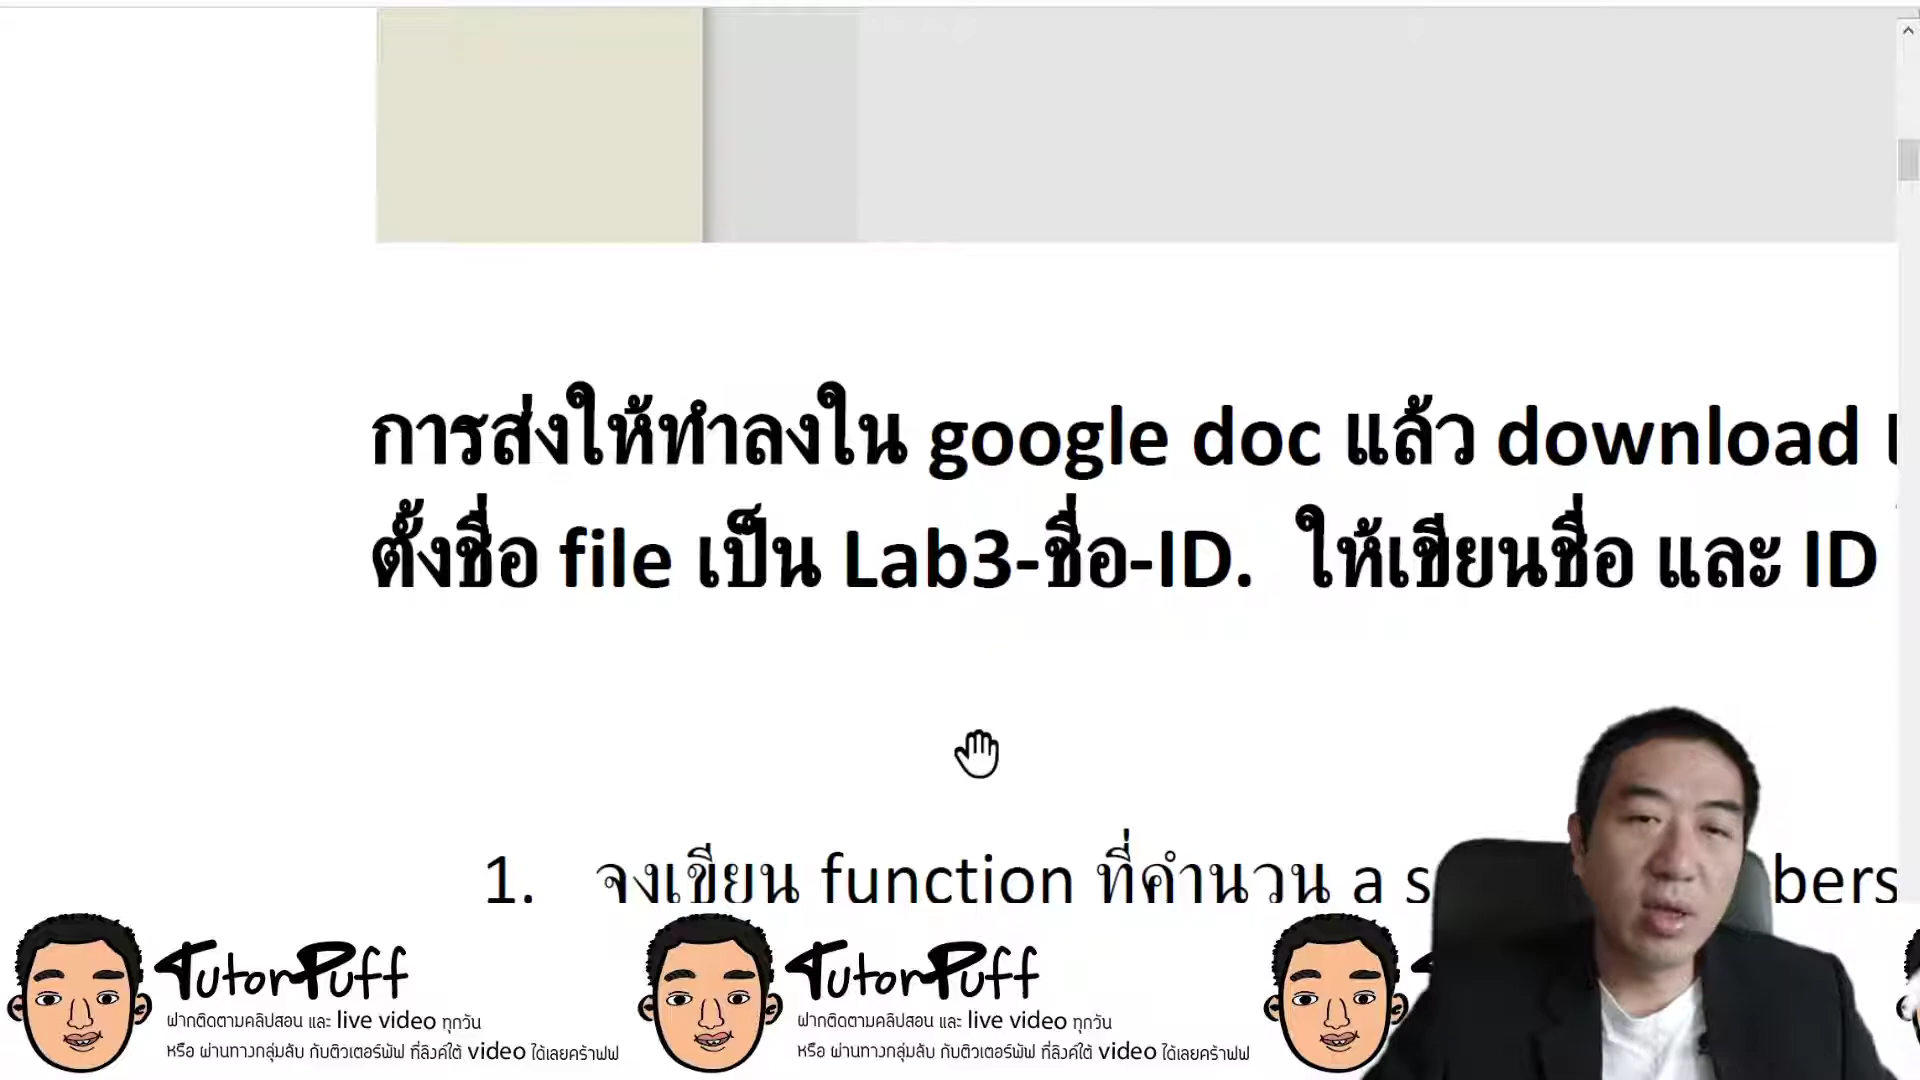 การส่งให้ทำลงใน google doc แล้ว download
ตั้งชื่อ file เป็น Lab3-ชื่อ-ID. ให้เขียนชื่อ และ ID
1. จงเขียน function ที่คำนวน a s bers
TutorPuff
ฝากติดตามคลิปสอน และ live video ทุกวัน
หรือ ผ่านทางกลุ่มลับ กับติวเตอร์พัฟ ที่ลิงค์ใต้ video ได้เลยคร้าฟฟ
TutorPuff
ฝากติดตามคลิปสอน และ live video ทุกวัน
หรือ ผ่านทางกลุ่มลับ กับติวเตอร์พัฟ ที่ลิงค์ใต้ video ได้เลยคร้าฟฟ